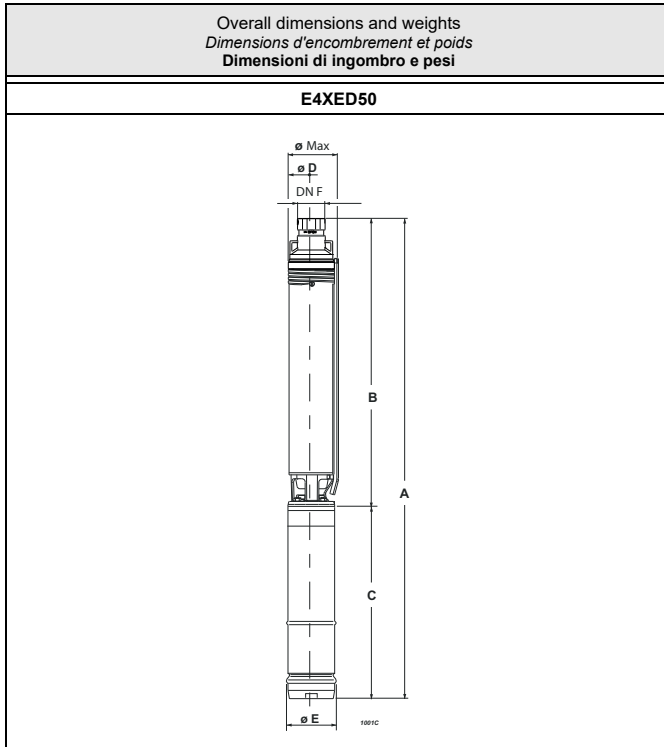 Overall dimensions and weights
Dimensions d'encombrement et poids
Dimensioni di ingombro e pesi
E4XED50
ø Max
ø D
DN F
B
A
C
ø E
1001C